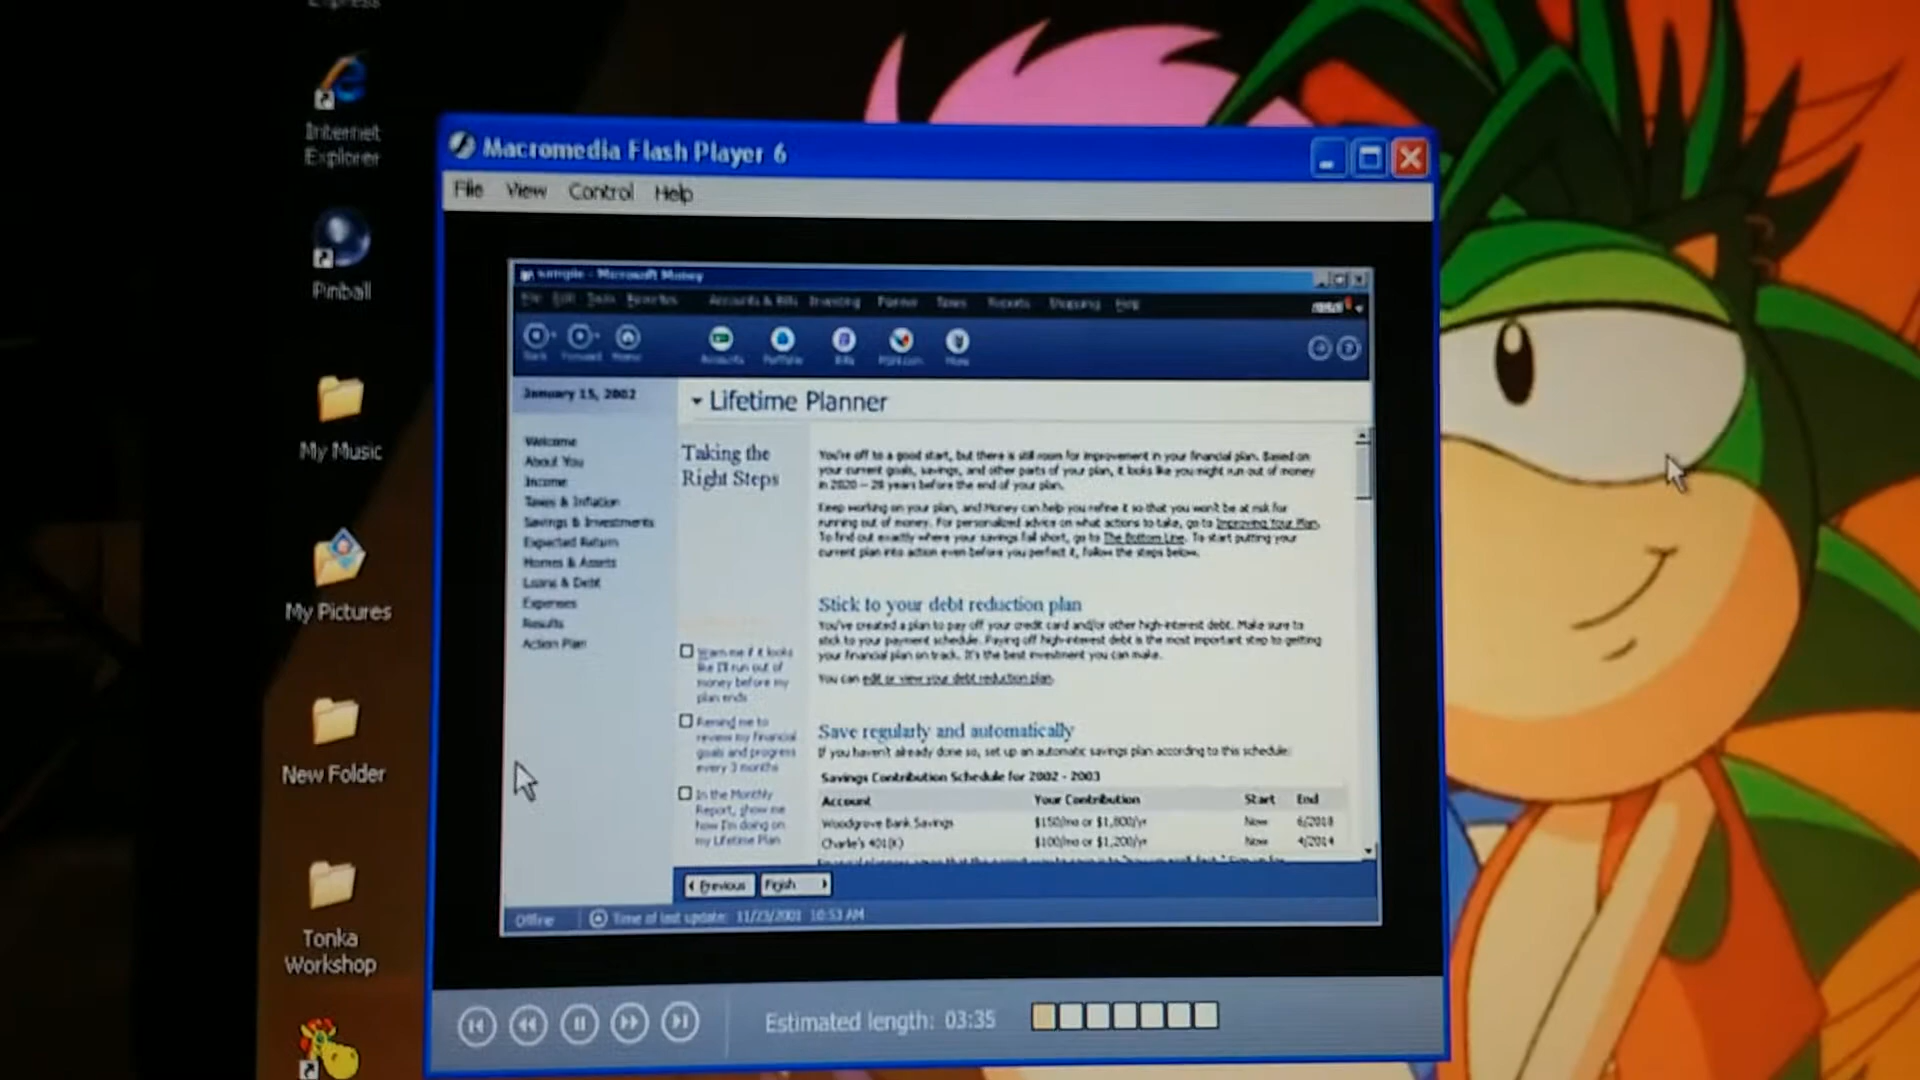 Express
Internet
Explorer
Pinball
My Music
My Pictures
New Folder
Tonka
Workshop
Macromedia Flash Player 6
File View Control Help
sample - Microsoft Money
File Edit Tools Favorites Accounts & Bills Investing Planner Taxes Reports Shopping Help
Back Forward Home Accounts Portfolio Bills More
January 15, 2002
Lifetime Planner
Welcome
About You
Income
Taxes & Inflation
Savings & Investments
Expected Return
Homes & Assets
Loans & Debt
Expenses
Results
Action Plan
Taking the
Right Steps
Warn me if it looks
like I'll run out of
money before my
plan ends
Remind me to
review my financial
goals and progress
every 3 months
In the Monthly
Report, show me
how I'm doing on
my Lifetime Plan
You're off to a good start, but there is still room for improvement in your financial plan. Based on
your current goals, savings, and other parts of your plan, it looks like you might run out of money
in 2020 -- 28 years before the end of your plan.
Keep working on your plan, and Money can help you refine it so that you won't be at risk for
running out of money. For personalized advice on what actions to take, go to Improving Your Plan.
To find out exactly where your savings fall short, go to The Bottom Line. To start putting your
current plan into action even before you perfect it, follow the steps below.
Stick to your debt reduction plan
You've created a plan to pay off your credit card and/or other high-interest debt. Make sure to
stick to your payment schedule. Paying off high-interest debt is the most important step to getting
your financial plan on track. It's the best investment you can make.
You can edit or view your debt reduction plan.
Save regularly and automatically
If you haven't already done so, set up an automatic savings plan according to this schedule:
Savings Contribution Schedule for 2002 - 2003
Account Your Contribution Start End
Woodgrove Bank Savings $150/mo or $1,800/yr Now 6/2018
Charlie's 401(K) $100/mo or $1,200/yr Now 4/2014
Previous Finish
Offline Time of last update: 11/23/2001 10:53 AM
Estimated length: 03:35